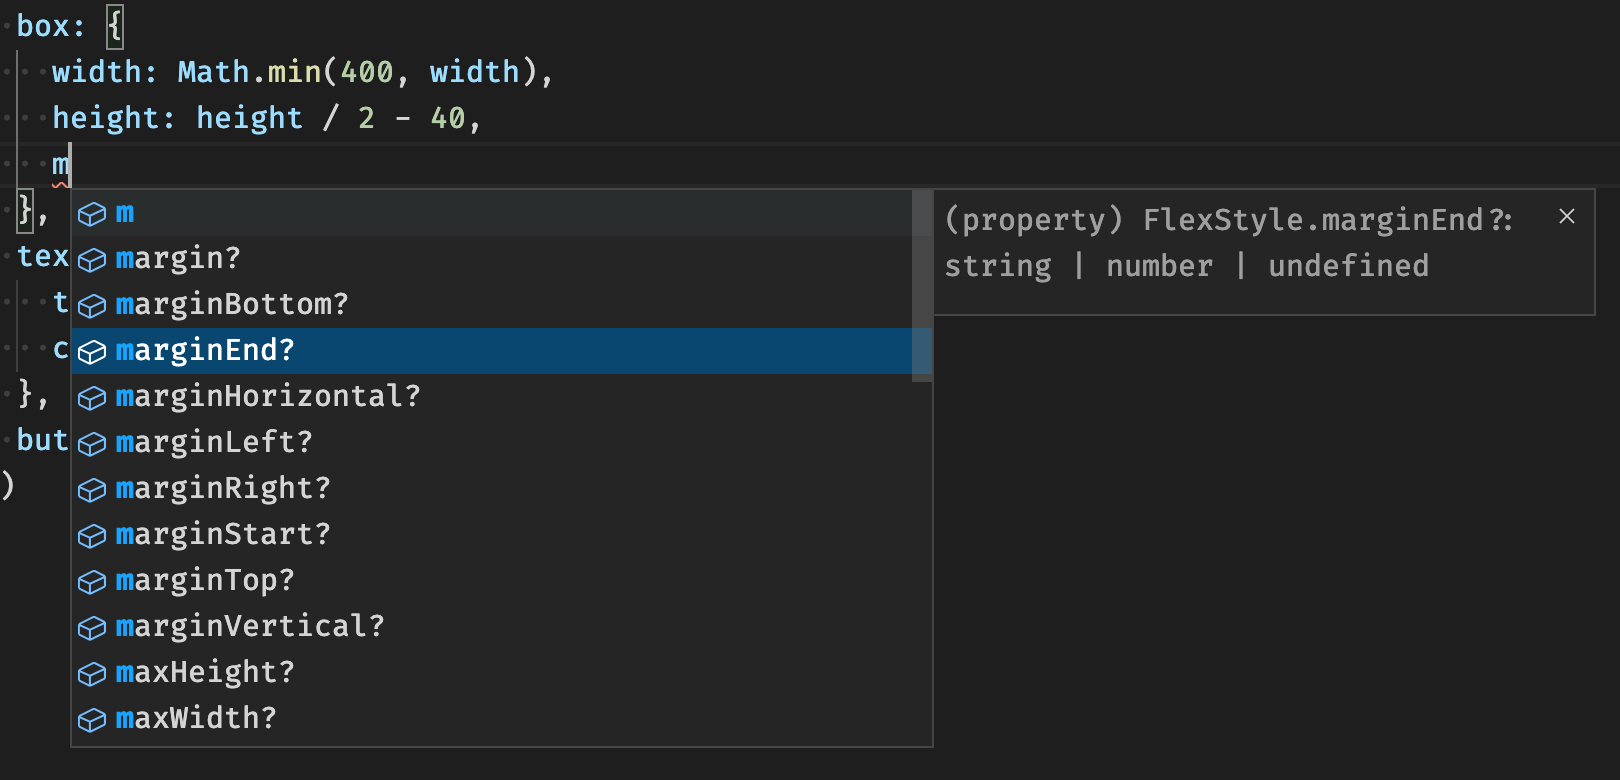 box: {
width: Math.min(400, width),
height: height / 2 - 40,
m
},
m
(property) FlexStyle.marginEnd?:
string | number | undefined
tex
margin?
t
marginBottom?
c
marginEnd?
},
marginHorizontal?
but
marginLeft?
)
marginRight?
marginStart?
marginTop?
marginVertical?
maxHeight?
maxWidth?